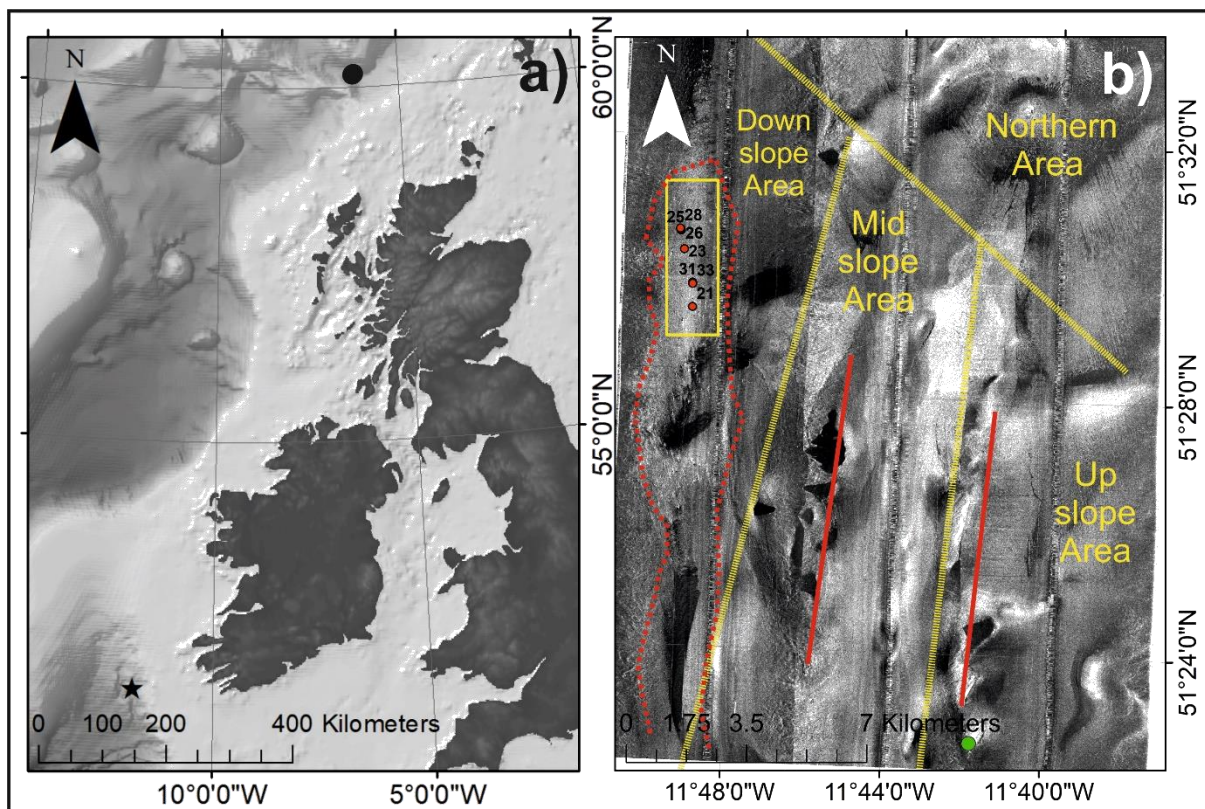 N
a)
60°0'0"N
55°0'0"N
0 100 200 400 Kilometers
10°0'0"W 5°0'0"W
N
b)
Down
slope
Area
Northern
Area
Mid
slope
Area
Up
slope
Area
25 28
26
23
31 33
21
51°32'0"N
51°28'0"N
51°24'0"N
0 1.75 3.5 7 Kilometers
11°48'0"W 11°44'0"W 11°40'0"W